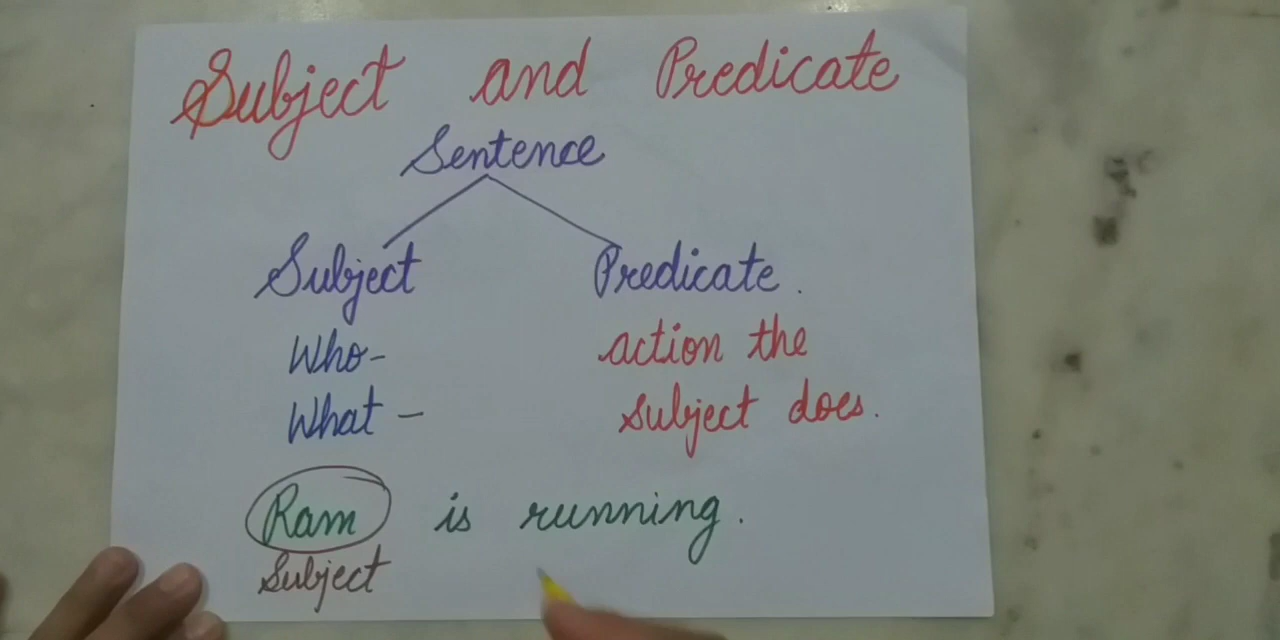 Subject and Predicate
Sentence
Subject Predicate.
Who- action the
What - subject does.
Ram is running.
Subject